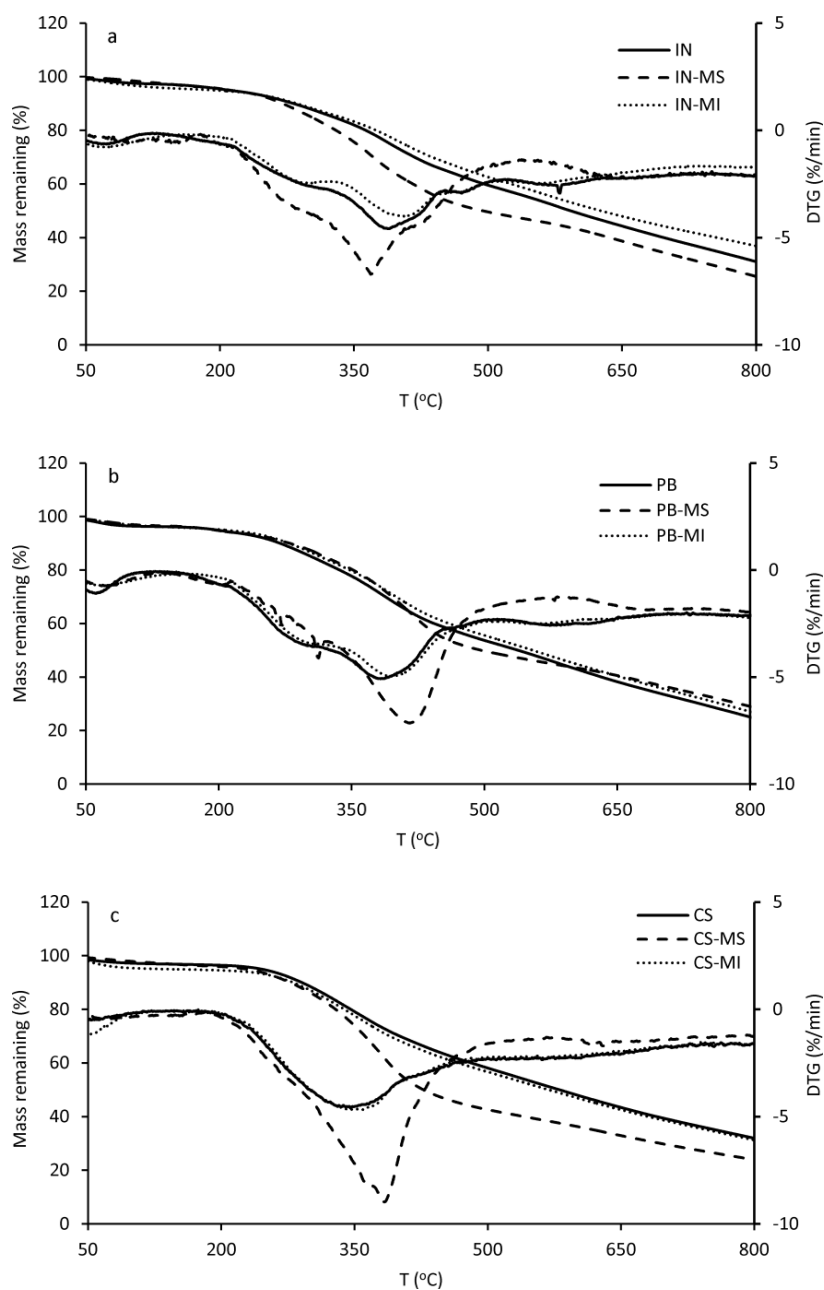 a
120
100
80
60
40
20
0
Mass remaining (%)
50
200
350
500
650
800
T (°C)
5
0
-5
-10
DTG (%/min)
IN
IN-MS
IN-MI
b
120
100
80
60
40
20
0
Mass remaining (%)
50
200
350
500
650
800
T (°C)
5
0
-5
-10
DTG (%/min)
PB
PB-MS
PB-MI
c
120
100
80
60
40
20
0
Mass remaining (%)
50
200
350
500
650
800
T (°C)
5
0
-5
-10
DTG (%/min)
CS
CS-MS
CS-MI